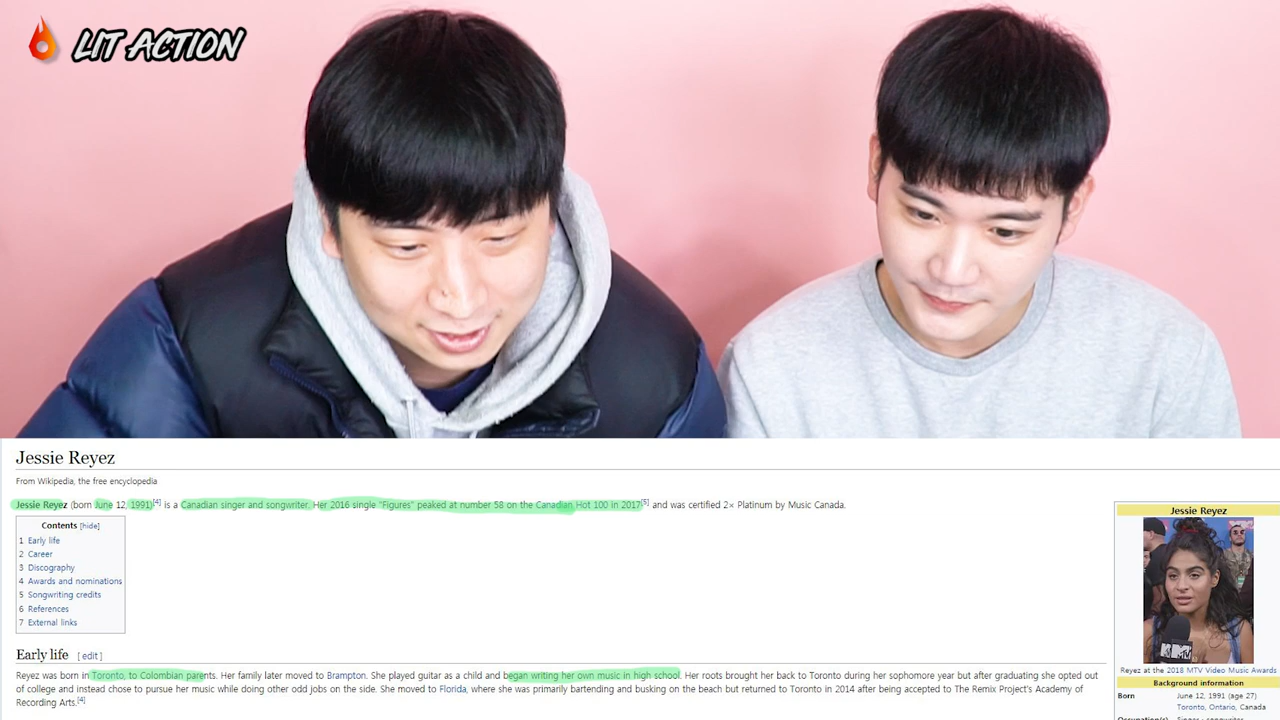 LIT ACTION
Jessie Reyez
From Wikipedia, the free encyclopedia
Jessie Reyez (born June 12, 1991)[4] is a Canadian singer and songwriter. Her 2016 single "Figures" peaked at number 58 on the Canadian Hot 100 in 2017[5] and was certified 2× Platinum by Music Canada.
Contents [hide]
1 Early life
2 Career
3 Discography
4 Awards and nominations
5 Songwriting credits
6 References
7 External links
Early life [ edit ]
Reyez was born in Toronto, to Colombian parents. Her family later moved to Brampton. She played guitar as a child and began writing her own music in high school. Her roots bought her back to Toronto during her sophomore year but after graduating she opted out
of college and instead chose to pursue her music while doing other odd jobs on the side. She moved to Florida, where she was primarily bartending and busking on the beach but returned to Toronto in 2014 after being accepted to The Remix Project's Academy of
Recording Arts.[4]
Jessie Reyez
MTV
Reyez at the 2018 MTV Video Music Awards
Background information
Born June 12, 1991 (age 27)
Toronto, Ontario, Canada
Occupation(s) Singer · songwriter